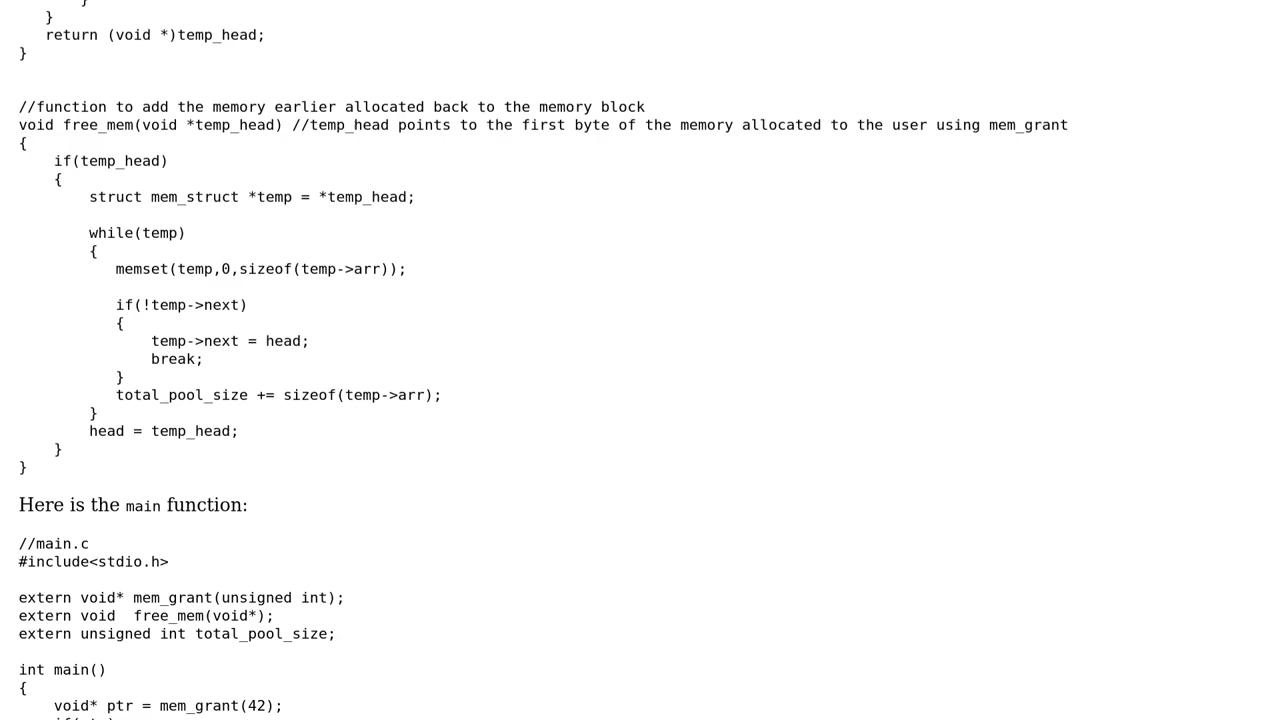 }
}
return (void *)temp_head;
}
//function to add the memory earlier allocated back to the memory block
void free_mem(void *temp_head) //temp_head points to the first byte of the memory allocated to the user using mem_grant
{
if(temp_head)
{
struct mem_struct *temp = *temp_head;
while(temp)
{
memset(temp,0,sizeof(temp->arr));
if(!temp->next)
{
temp->next = head;
break;
}
total_pool_size += sizeof(temp->arr);
}
head = temp_head;
}
}
Here is the main function:
//main.c
#include<stdio.h>
extern void* mem_grant(unsigned int);
extern void  free_mem(void*);
extern unsigned int total_pool_size;
int main()
{
void* ptr = mem_grant(42);